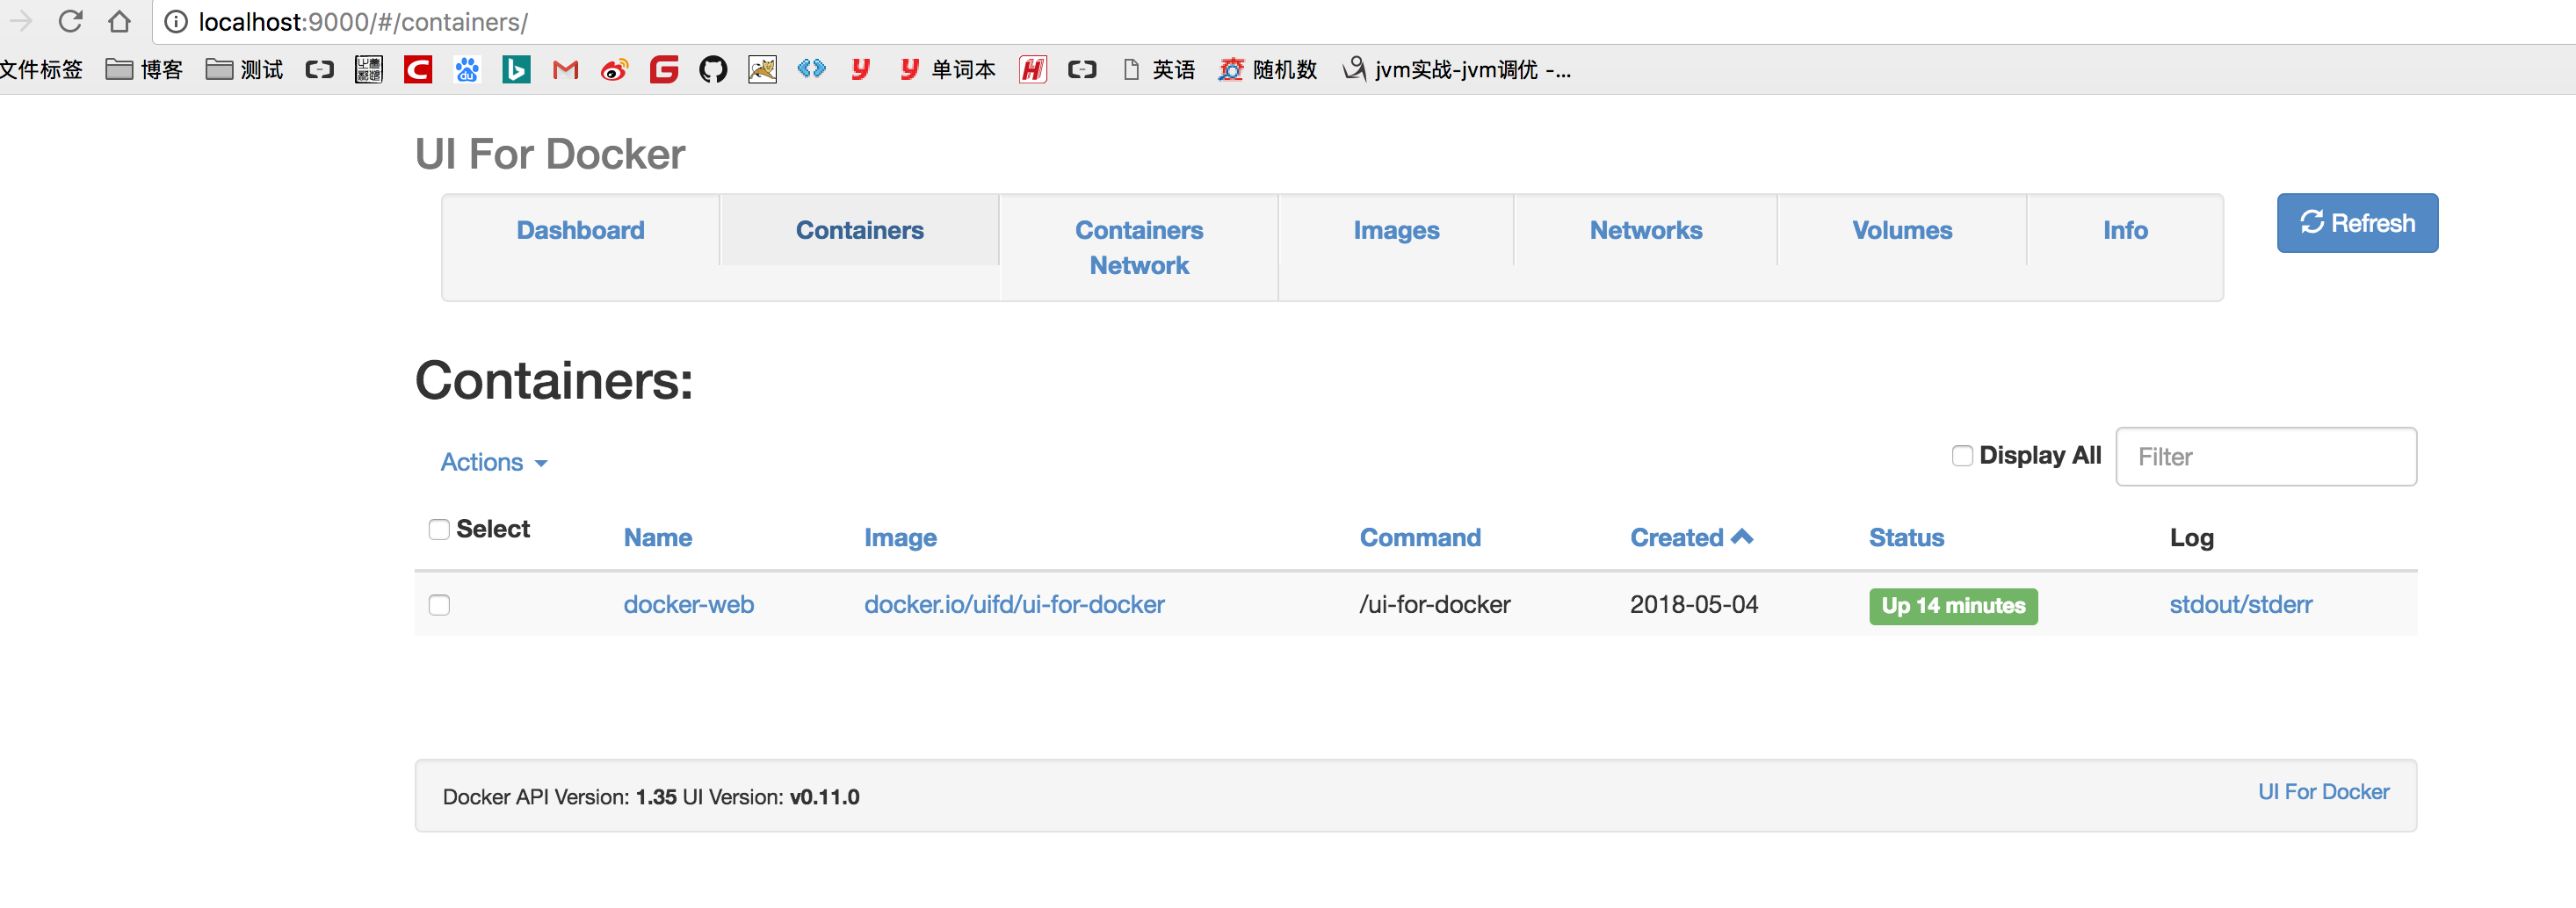 localhost:9000/#/containers/
文件标签 博客 测试 单词本 英语 随机数 jvm实战-jvm调优 -...
UI For Docker
Dashboard Containers Containers Network Images Networks Volumes Info Refresh
Containers:
Actions Display All Filter
Select Name Image Command Created Status Log
docker-web docker.io/uifd/ui-for-docker /ui-for-docker 2018-05-04 Up 14 minutes stdout/stderr
Docker API Version: 1.35 UI Version: v0.11.0 UI For Docker